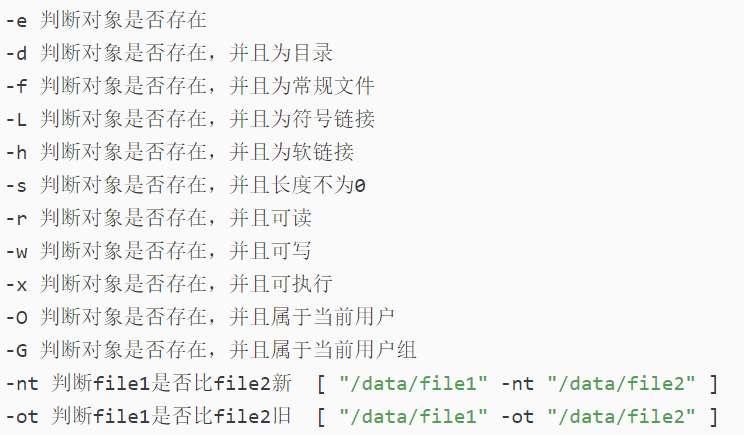 -e 判断对象是否存在
-d 判断对象是否存在，并且为目录
-f 判断对象是否存在，并且为常规文件
-L 判断对象是否存在，并且为符号链接
-h 判断对象是否存在，并且为软链接
-s 判断对象是否存在，并且长度不为0
-r 判断对象是否存在，并且可读
-w 判断对象是否存在，并且可写
-x 判断对象是否存在，并且可执行
-O 判断对象是否存在，并且属于当前用户
-G 判断对象是否存在，并且属于当前用户组
-nt 判断file1是否比file2新  [ "/data/file1" -nt "/data/file2" ]
-ot 判断file1是否比file2旧  [ "/data/file1" -ot "/data/file2" ]